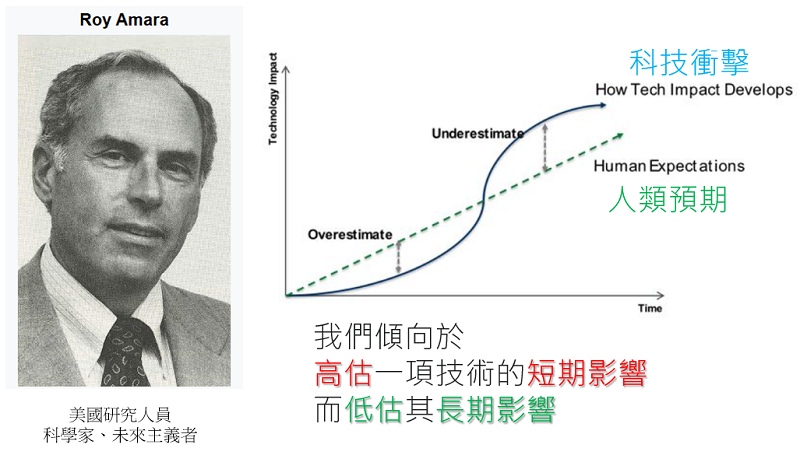 Roy Amara
美國研究人員
科學家、未來主義者
Technology Impact
科技衝擊
How Tech Impact Develops
Underestimate
Human Expectations
人類預期
Overestimate
Time
我們傾向於
高估一項技術的短期影響
而低估其長期影響